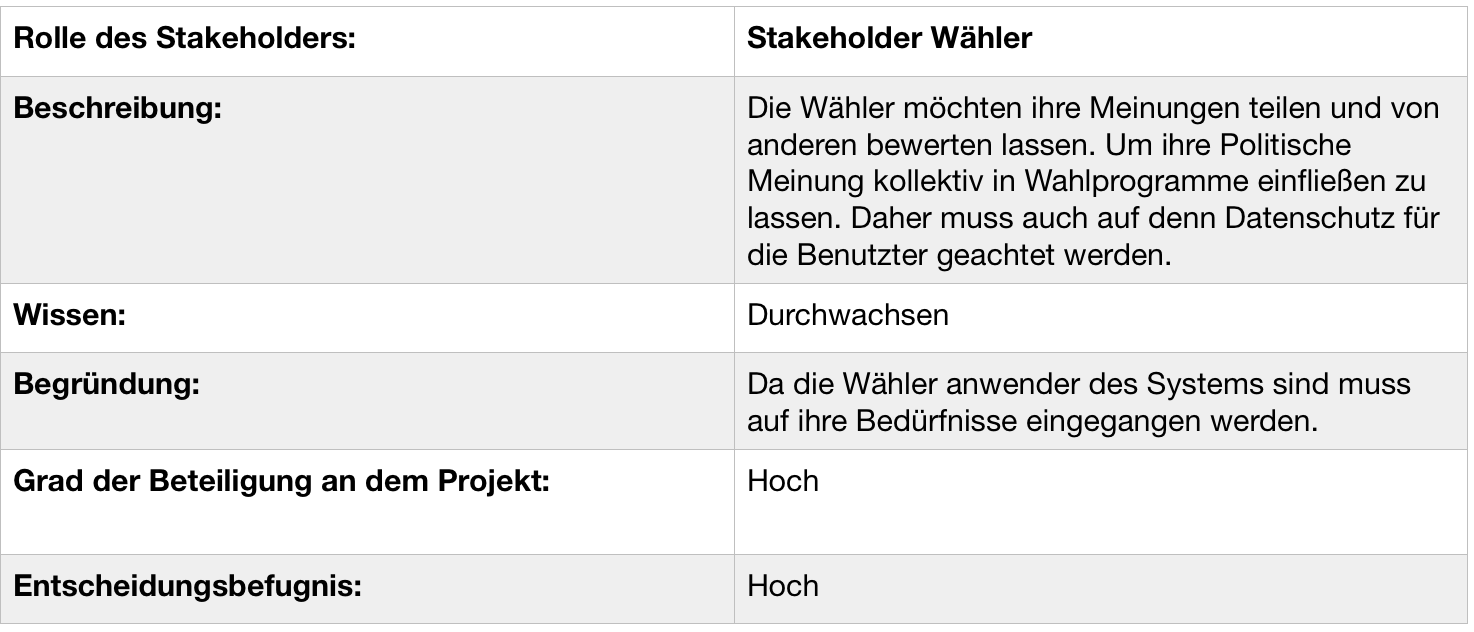 Rolle des Stakeholders:
Stakeholder Wähler
Beschreibung:
Die Wähler möchten ihre Meinungen teilen und von
anderen bewerten lassen. Um ihre Politische
Meinung kollektiv in Wahlprogramme einfließen zu
lassen. Daher muss auch auf denn Datenschutz für
die Benutzter geachtet werden.
Wissen:
Durchwachsen
Begründung:
Da die Wähler anwender des Systems sind muss
auf ihre Bedürfnisse eingegangen werden.
Grad der Beteiligung an dem Projekt:
Hoch
Entscheidungsbefugnis:
Hoch